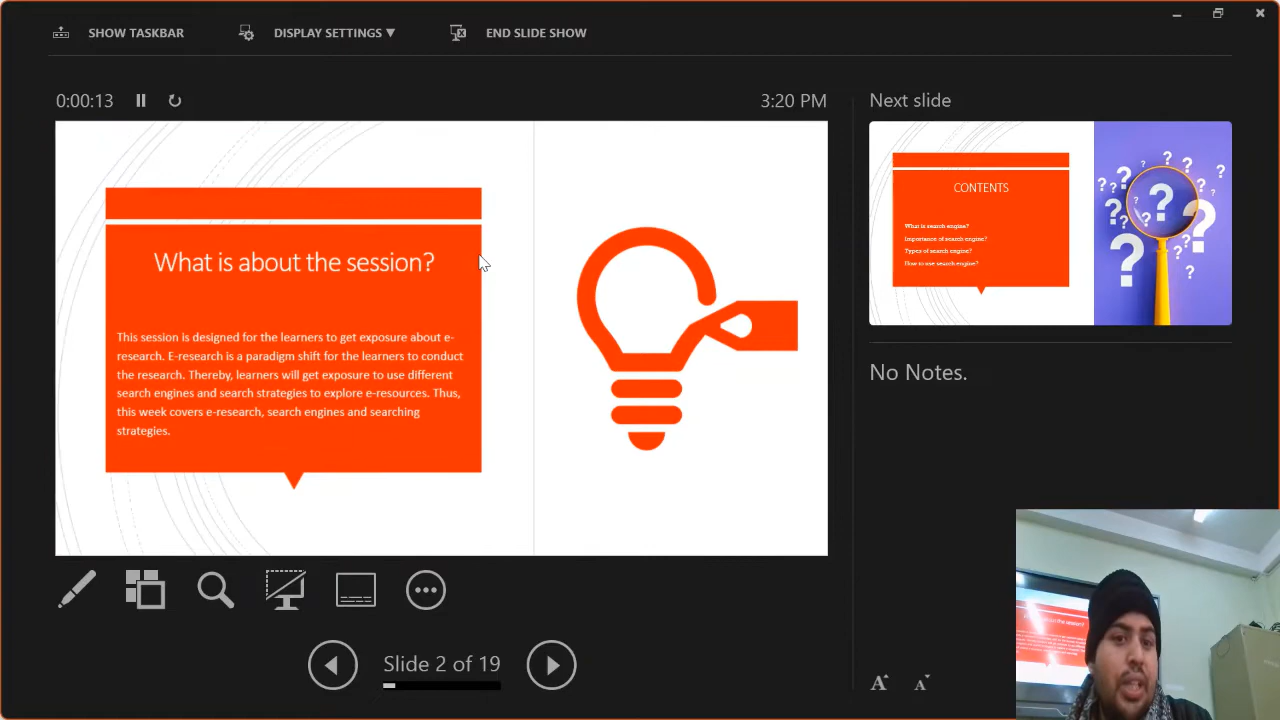 SHOW TASKBAR
DISPLAY SETTINGS ▼
END SLIDE SHOW
0:00:13
3:20 PM
What is about the session?
This session is designed for the learners to get exposure about e-
research. E-research is a paradigm shift for the learners to conduct
the research. Thereby, learners will get exposure to use different
search engines and search strategies to explore e-resources. Thus,
this week covers e-research, search engines and searching
strategies.
Slide 2 of 19
Next slide
CONTENTS
What is search engine?
Importance of search engine?
Types of search engine?
How to use search engine?
No Notes.
A A